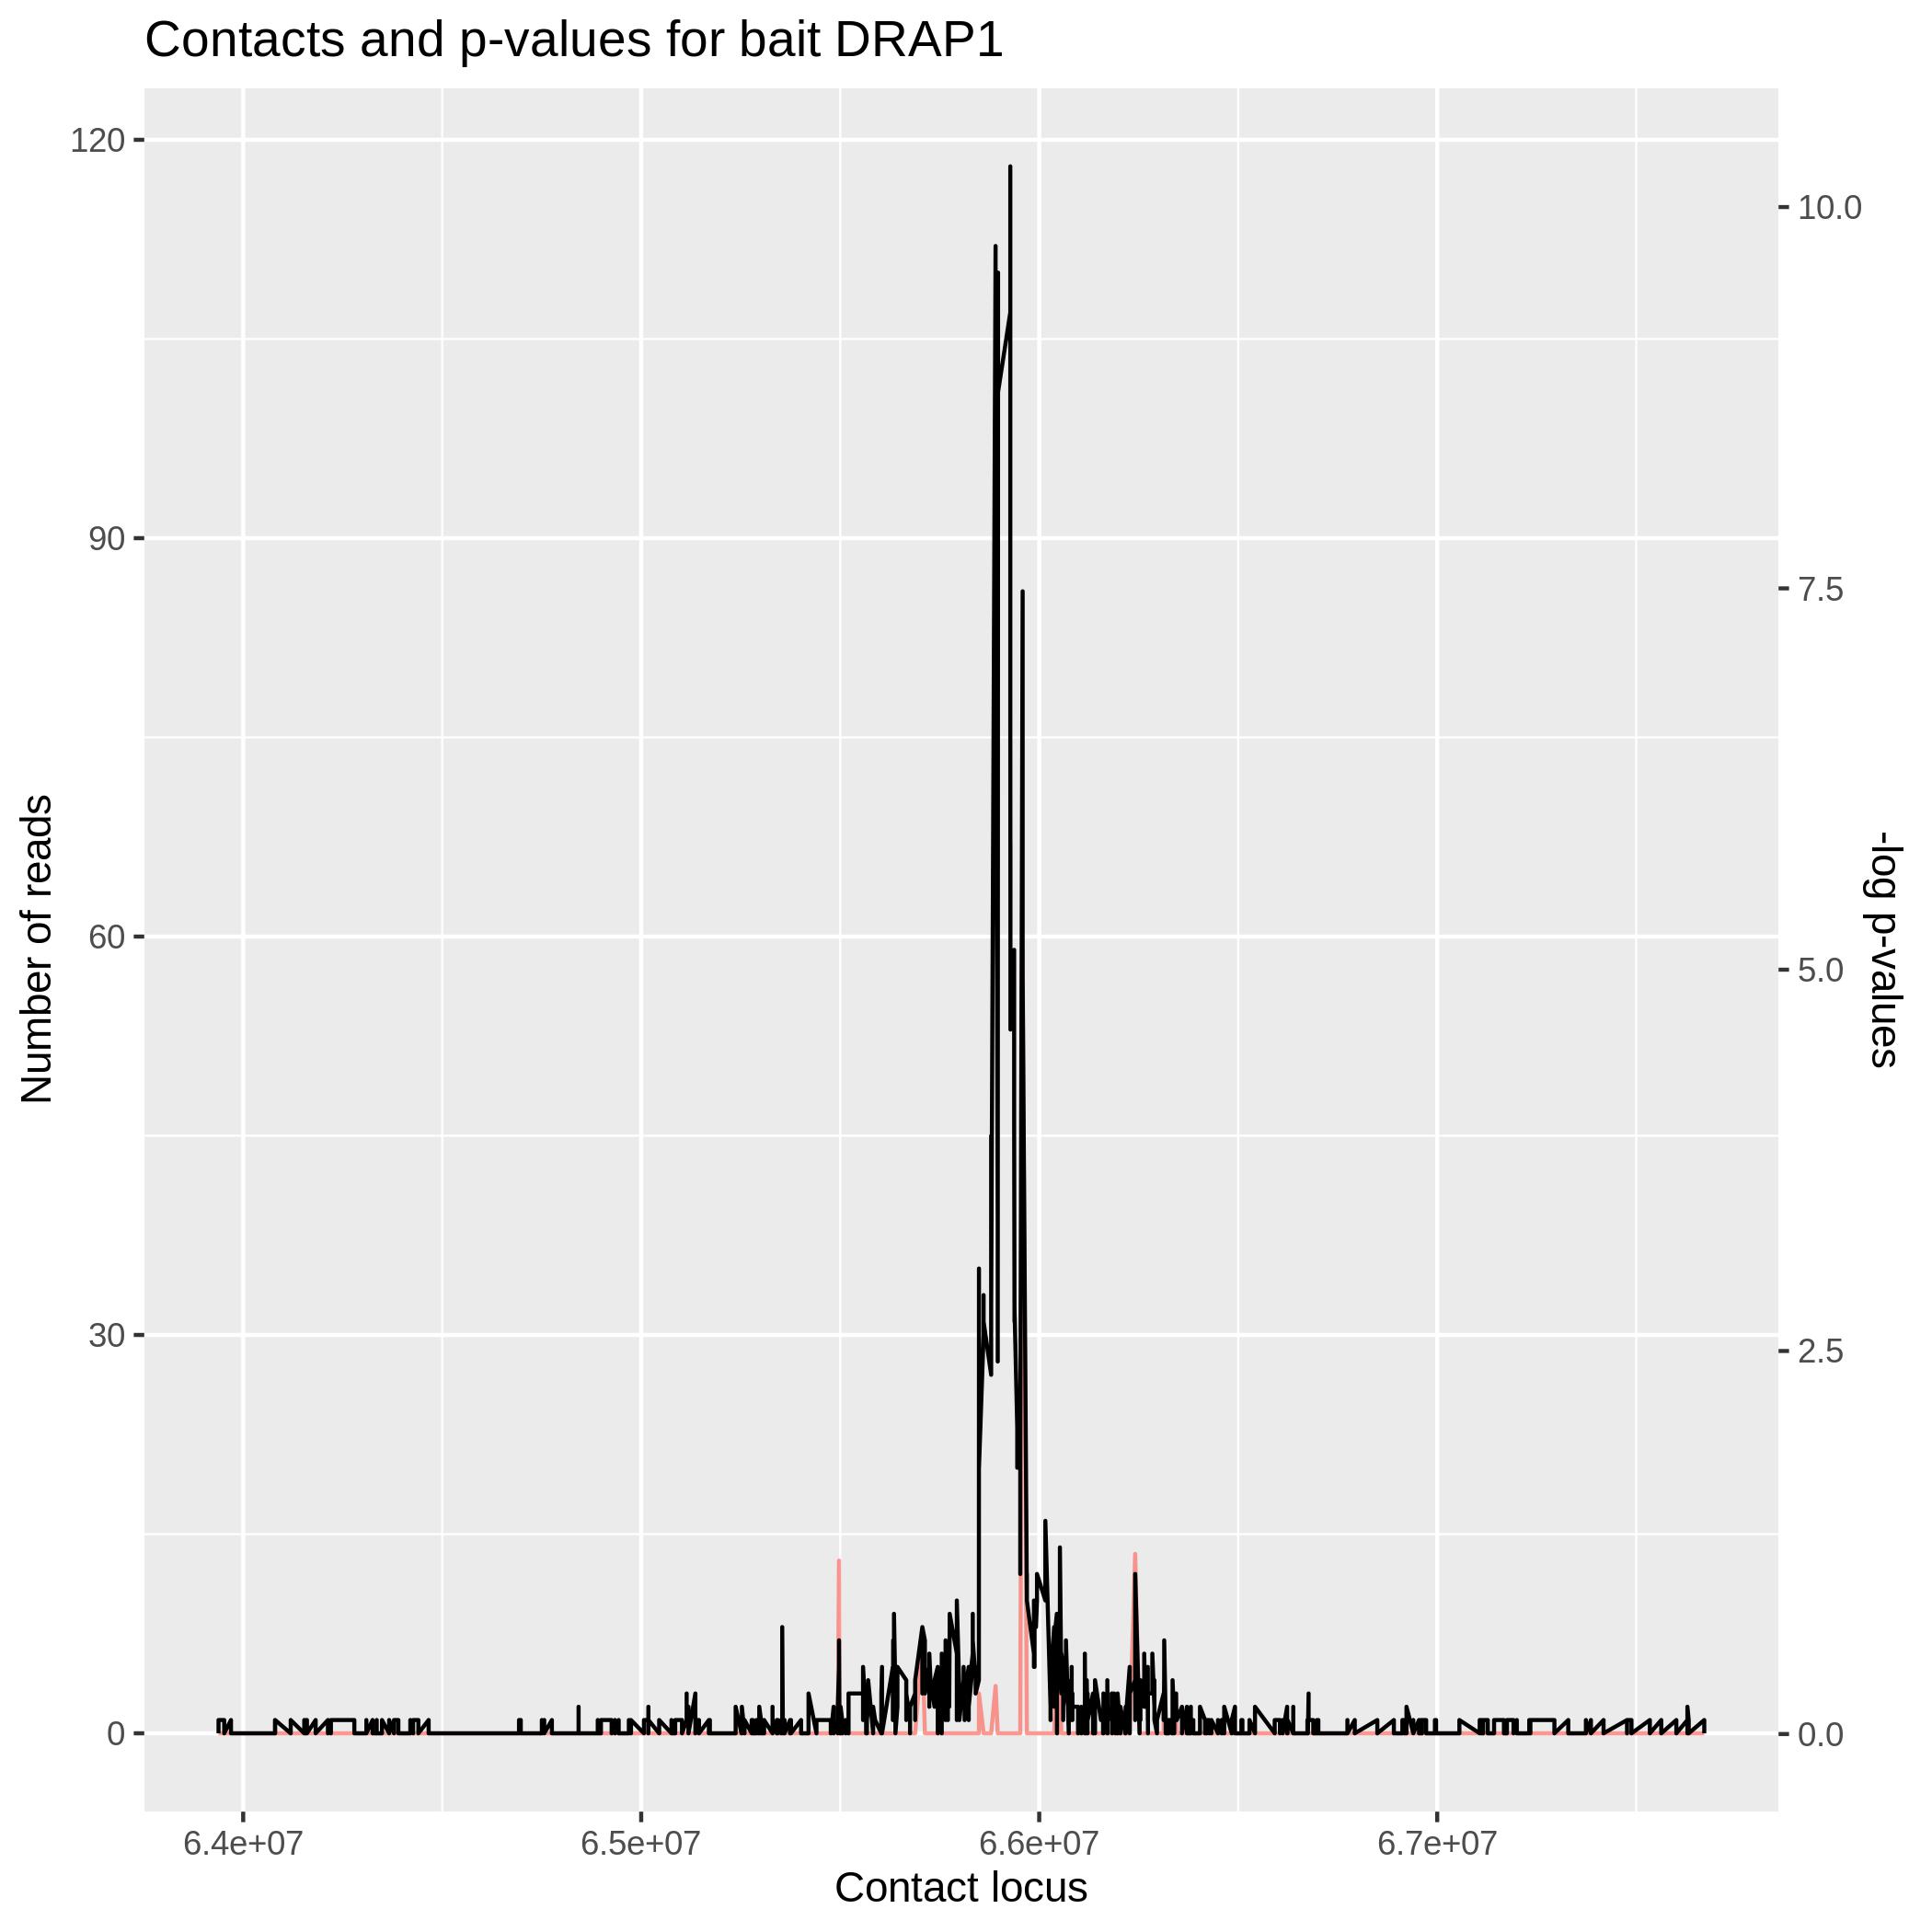 Contacts and p-values for bait DRAP1
120
90
60
30
0
Number of reads
10.0
7.5
5.0
2.5
0.0
-log p-values
6.4e+07
6.5e+07
6.6e+07
6.7e+07
Contact locus